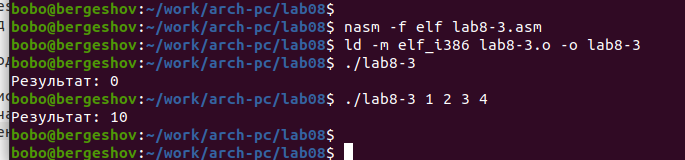 bobo@bergeshov:~/work/arch-pc/lab08$
bobo@bergeshov:~/work/arch-pc/lab08$ nasm -f elf lab8-3.asm
bobo@bergeshov:~/work/arch-pc/lab08$ ld -m elf_i386 lab8-3.o -o lab8-3
bobo@bergeshov:~/work/arch-pc/lab08$ ./lab8-3
Результат: 0
bobo@bergeshov:~/work/arch-pc/lab08$ ./lab8-3 1 2 3 4
Результат: 10
bobo@bergeshov:~/work/arch-pc/lab08$
bobo@bergeshov:~/work/arch-pc/lab08$